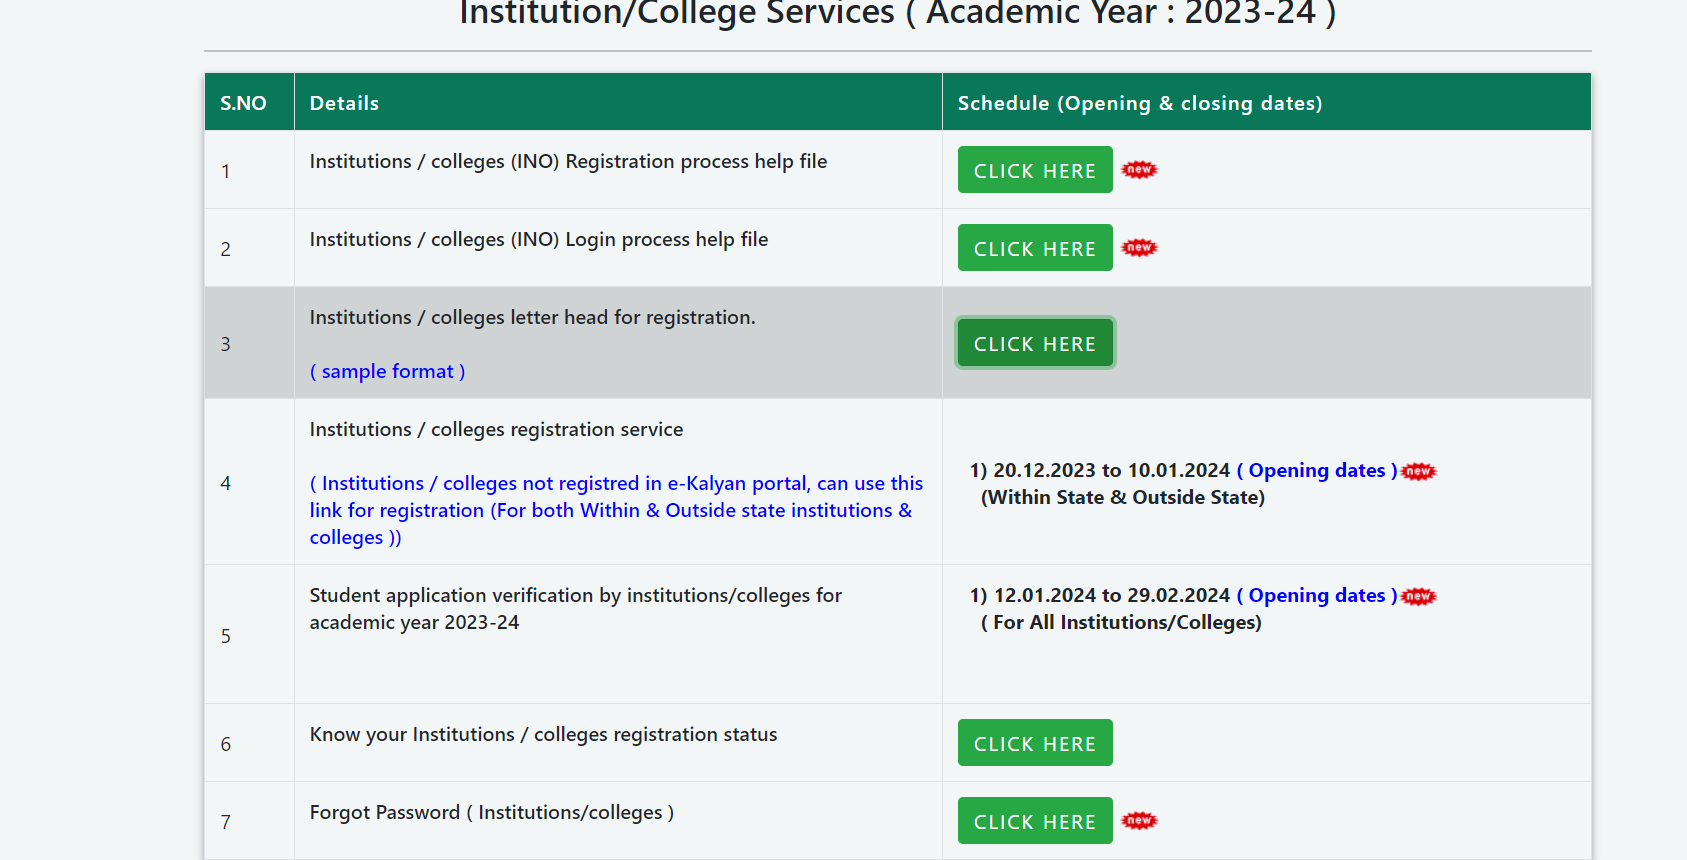 Institution/College Services ( Academic Year : 2023-24 )
S.NO Details Schedule (Opening & closing dates)
1 Institutions / colleges (INO) Registration process help file CLICK HERE new
2 Institutions / colleges (INO) Login process help file CLICK HERE new
3 Institutions / colleges letter head for registration. CLICK HERE
( sample format )
4 Institutions / colleges registration service
( Institutions / colleges not registred in e-Kalyan portal, can use this
link for registration (For both Within & Outside state institutions &
colleges ))
1) 20.12.2023 to 10.01.2024 ( Opening dates ) new
(Within State & Outside State)
5 Student application verification by institutions/colleges for
academic year 2023-24
1) 12.01.2024 to 29.02.2024 ( Opening dates ) new
( For All Institutions/Colleges)
6 Know your Institutions / colleges registration status CLICK HERE
7 Forgot Password ( Institutions/colleges ) CLICK HERE new